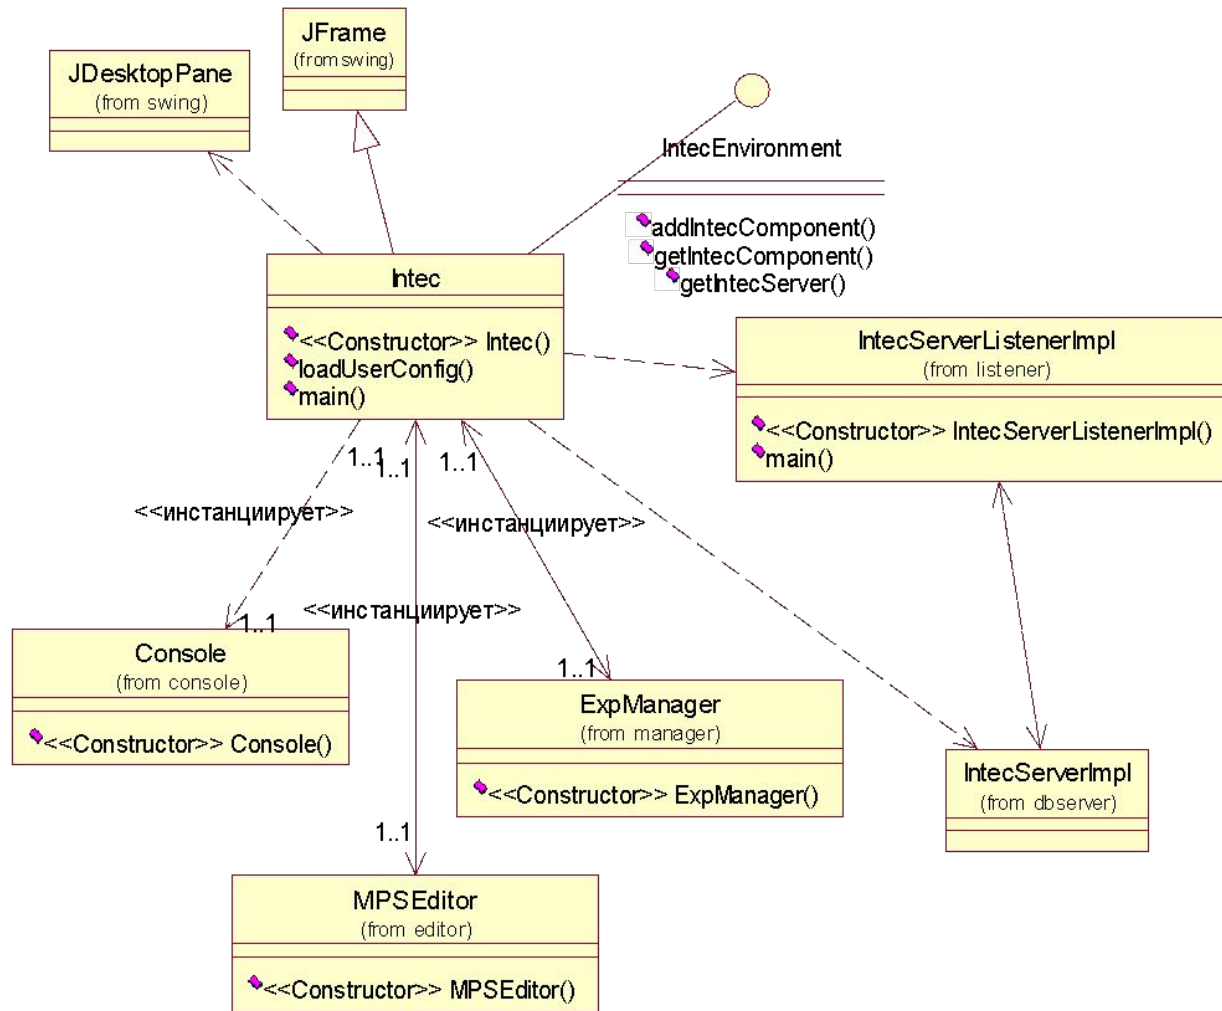 JFrame
(from swing)
JDesktopPane
(from swing)
IntecEnvironment
addIntecComponent()
getIntecComponent()
getIntecServer()
Intec
<<Constructor>> Intec()
loadUserConfig()
main()
IntecServerListenerImpl
(from listener)
<<Constructor>> IntecServerListenerImpl()
main()
1..1
1..1
1..1
<<инстанциирует>>
<<инстанциирует>>
<<инстанциирует>>
1..1
Console
(from console)
<<Constructor>> Console()
1..1
ExpManager
(from manager)
<<Constructor>> ExpManager()
IntecServerImpl
(from dbserver)
1..1
MPSEditor
(from editor)
<<Constructor>> MPSEditor()